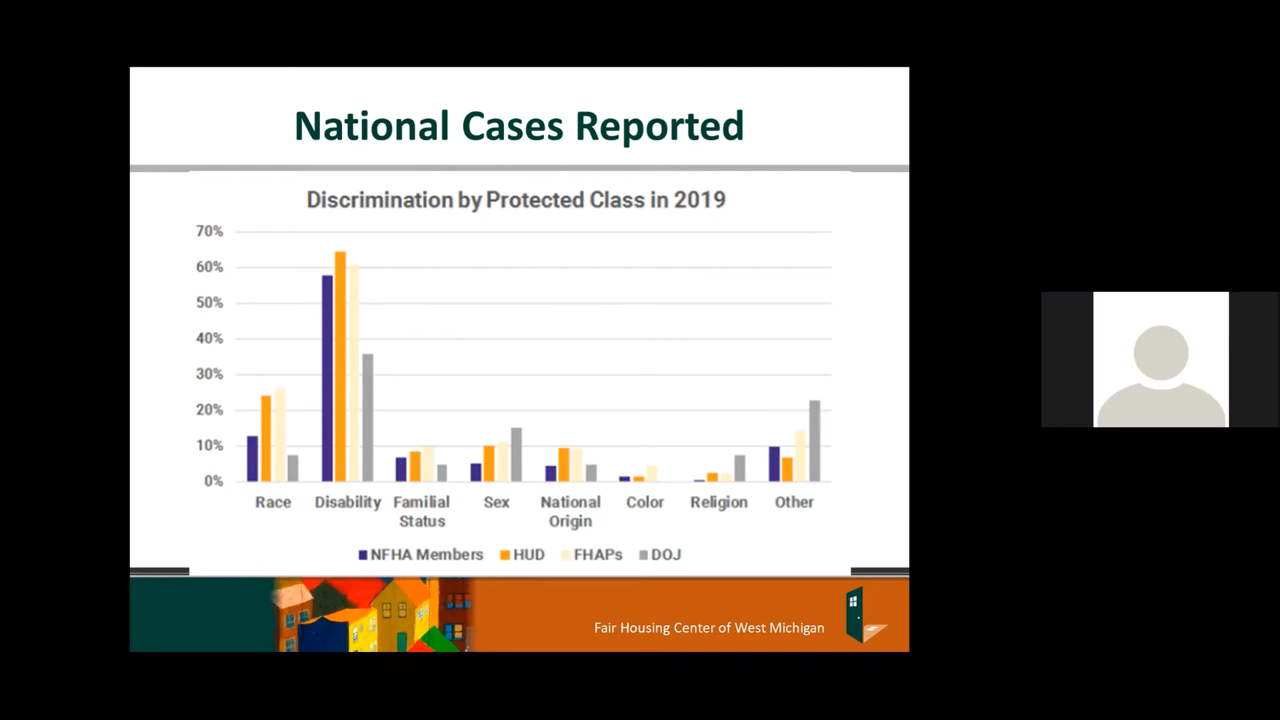 National Cases Reported
Discrimination by Protected Class in 2019
70%
60%
50%
40%
30%
20%
10%
0%
Race Disability Familial Status Sex National Origin Color Religion Other
NFHA Members HUD FHAPs DOJ
Fair Housing Center of West Michigan